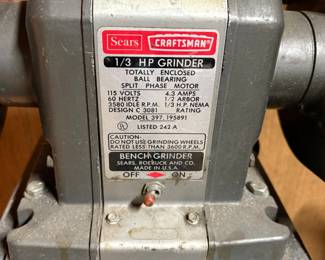 Sears CRAFTSMAN
1/3 HP GRINDER
TOTALLY ENCLOSED
BALL BEARING
SPLIT PHASE MOTOR
115 VOLTS 4.3 AMPS
60 HERTZ 1/2 ARBOR
3580 IDLE R.P.M. 1/3 H.P. NEMA
DESIGN C 3081 RATING
MODEL 397.195891
UL LISTED 242 A
CAUTION:
DO NOT USE GRINDING WHEELS
RATED LESS THAN 3600 R.P.M.
BENCH GRINDER
SEARS, ROEBUCK AND CO.
MADE IN U.S.A.
OFF ON